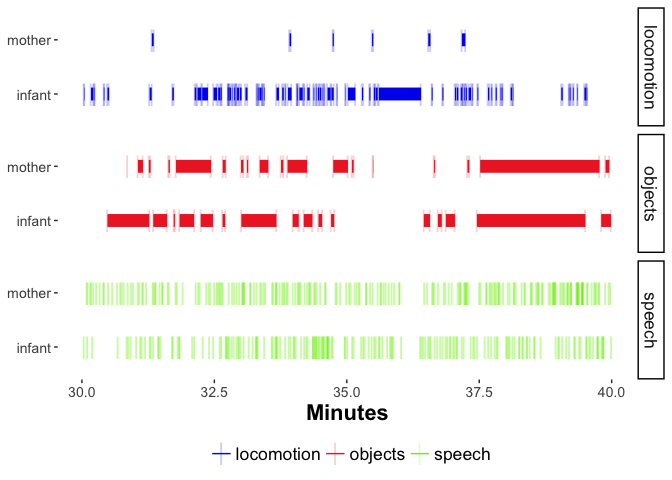 mother
infant
locomotion
mother
infant
objects
mother
infant
speech
30.0 32.5 35.0 37.5 40.0
Minutes
locomotion objects speech